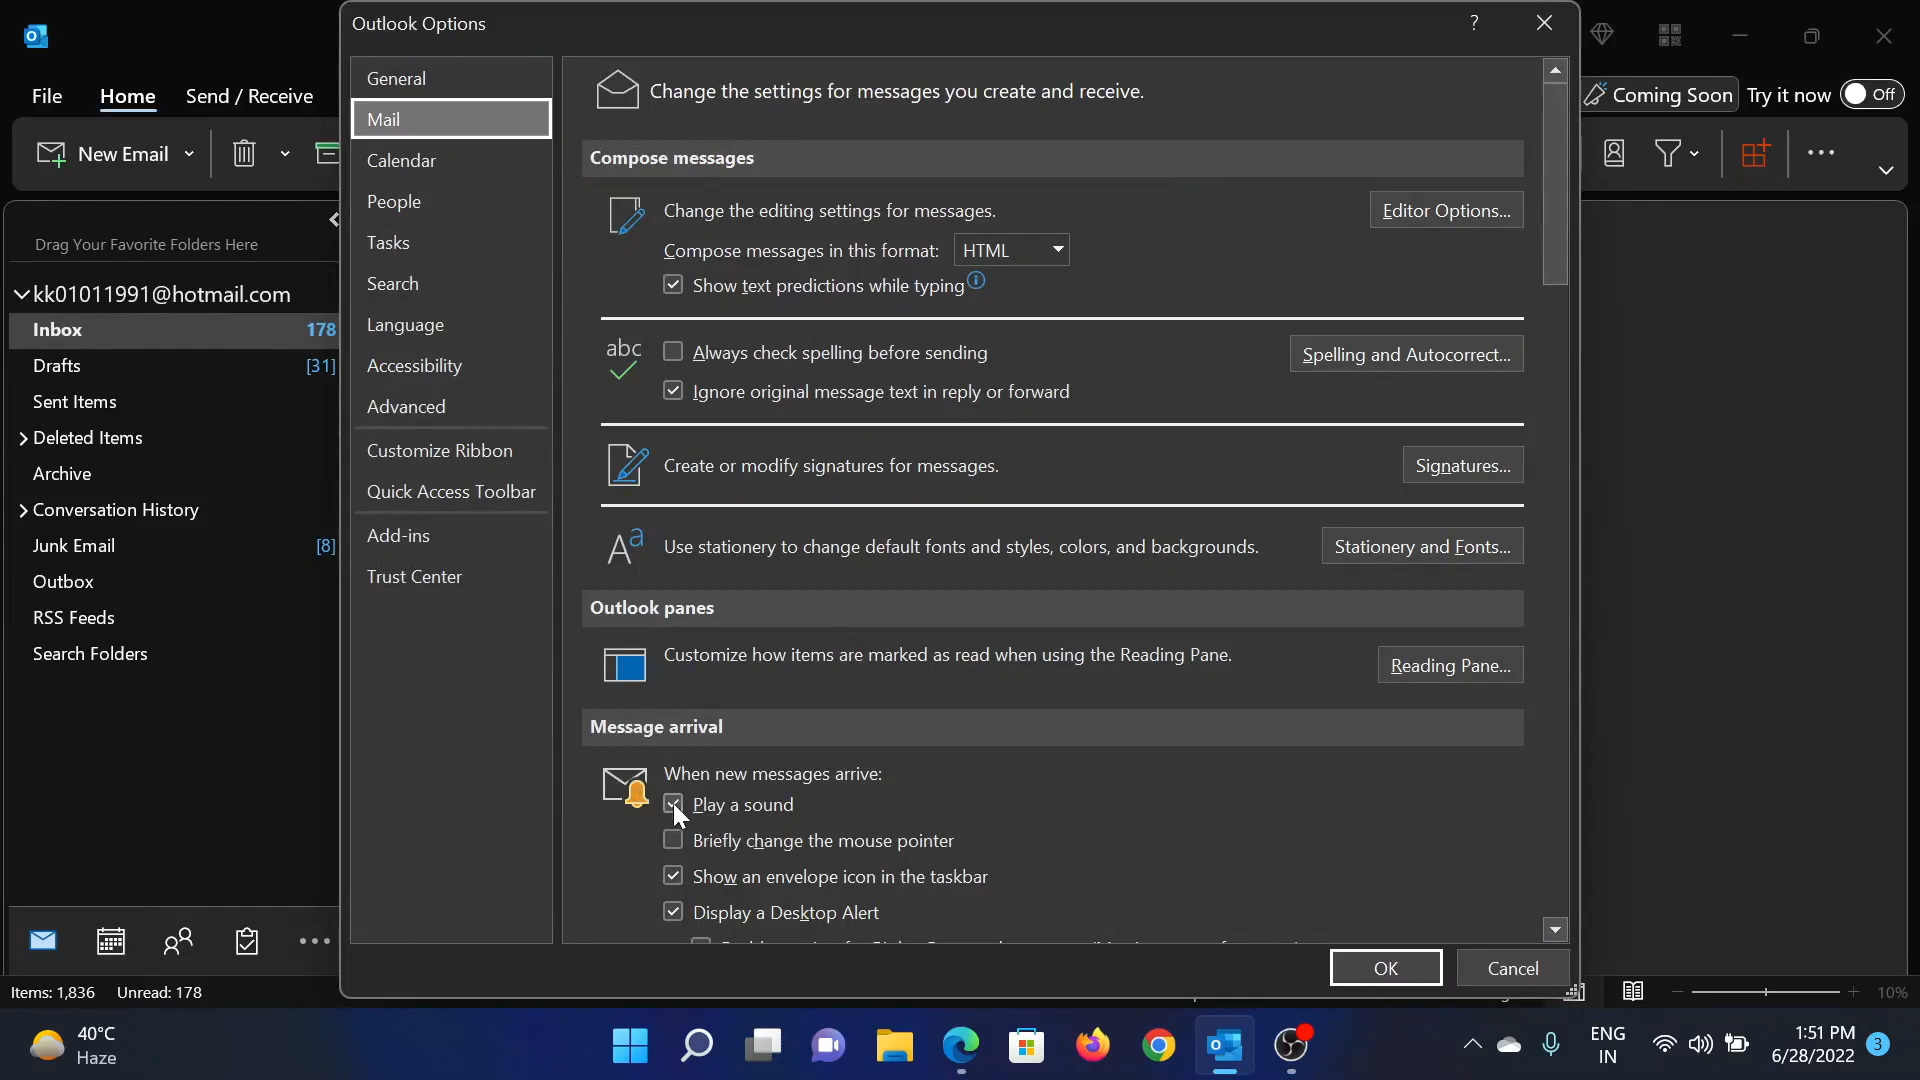 Outlook Options
?
File
Home
Send / Receive
Coming Soon
Try it now
Off
New Email
Drag Your Favorite Folders Here
kk01011991@hotmail.com
Inbox 178
Drafts [31]
Sent Items
Deleted Items
Archive
Conversation History
Junk Email [8]
Outbox
RSS Feeds
Search Folders
Items: 1,836
Unread: 178
General
Mail
Calendar
People
Tasks
Search
Language
Accessibility
Advanced
Customize Ribbon
Quick Access Toolbar
Add-ins
Trust Center
Change the settings for messages you create and receive.
Compose messages
Change the editing settings for messages.
Editor Options...
Compose messages in this format: HTML
Show text predictions while typing
abc
Always check spelling before sending
Spelling and Autocorrect...
Ignore original message text in reply or forward
Create or modify signatures for messages.
Signatures...
Use stationery to change default fonts and styles, colors, and backgrounds.
Stationery and Fonts...
Outlook panes
Customize how items are marked as read when using the Reading Pane.
Reading Pane...
Message arrival
When new messages arrive:
Play a sound
Briefly change the mouse pointer
Show an envelope icon in the taskbar
Display a Desktop Alert
OK
Cancel
10%
40°C
Haze
ENG
IN
1:51 PM
6/28/2022
3